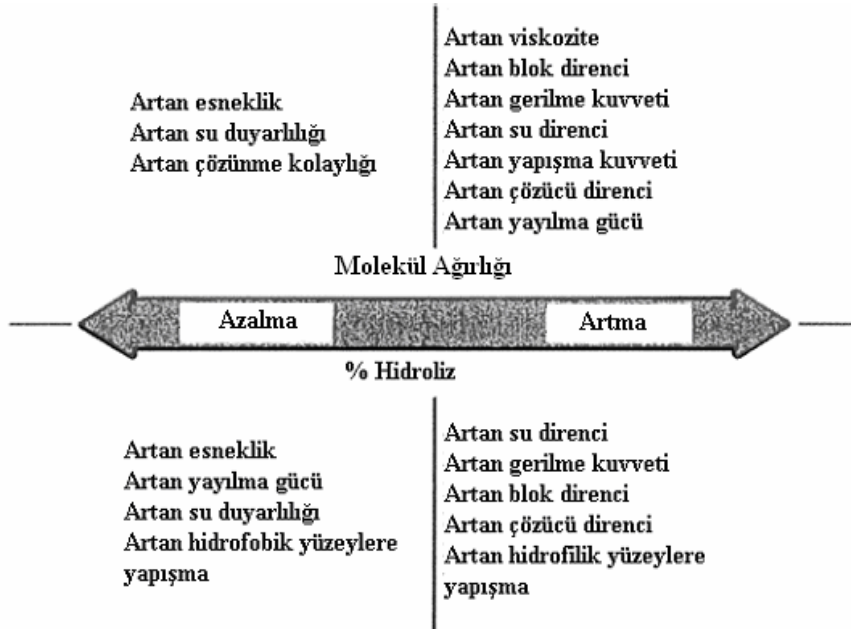 Artan esneklik
Artan su duyarlılığı
Artan çözünme kolaylığı
Artan viskozite
Artan blok direnci
Artan gerilme kuvveti
Artan su direnci
Artan yapışma kuvveti
Artan çözücü direnci
Artan yayılma gücü
Molekül Ağırlığı
Azalma
Artma
% Hidroliz
Artan esneklik
Artan yayılma gücü
Artan su duyarlılığı
Artan hidrofobik yüzeylere
yapışma
Artan su direnci
Artan gerilme kuvveti
Artan blok direnci
Artan çözücü direnci
Artan hidrofilik yüzeylere
yapışma